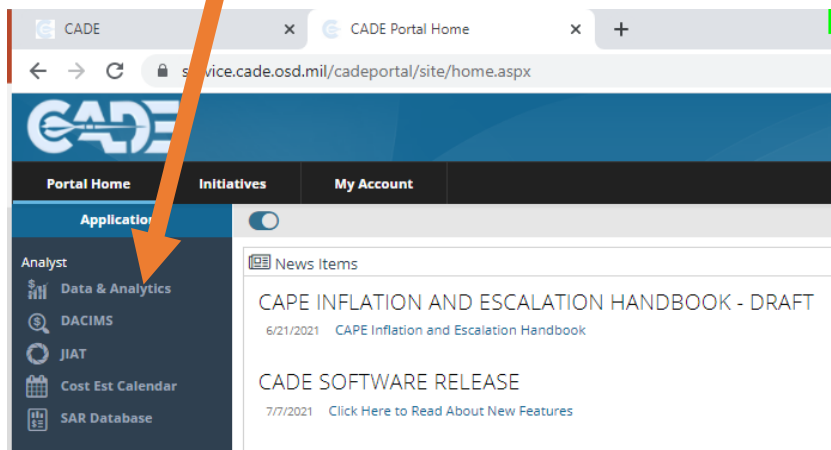 CADE
CADE Portal Home
service.cade.osd.mil/cadeportal/site/home.aspx
CADE
Portal Home Initiatives My Account
Application
News Items
Analyst
Data & Analytics
DACIMS
JIAT
Cost Est Calendar
SAR Database
CAPE INFLATION AND ESCALATION HANDBOOK - DRAFT
6/21/2021 CAPE Inflation and Escalation Handbook
CADE SOFTWARE RELEASE
7/7/2021 Click Here to Read About New Features